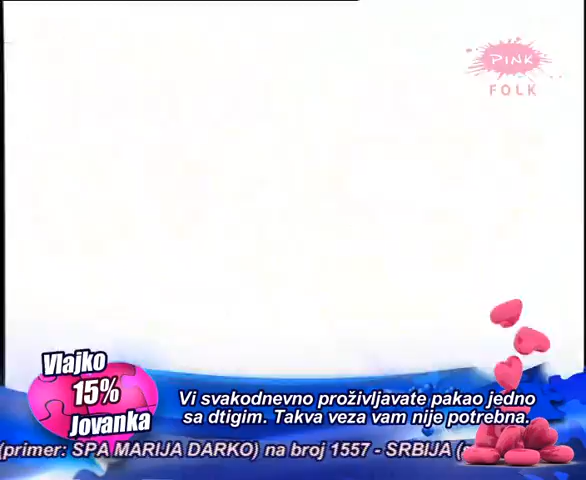 PINK
FOLK
Vlajko
15%
Jovanka
Vi svakodnevno proživljavate pakao jedno
sa dtigim. Takva veza vam nije potrebna.
(primer: SPA MARIJA DARKO) na broj 1557 - SRBIJA (